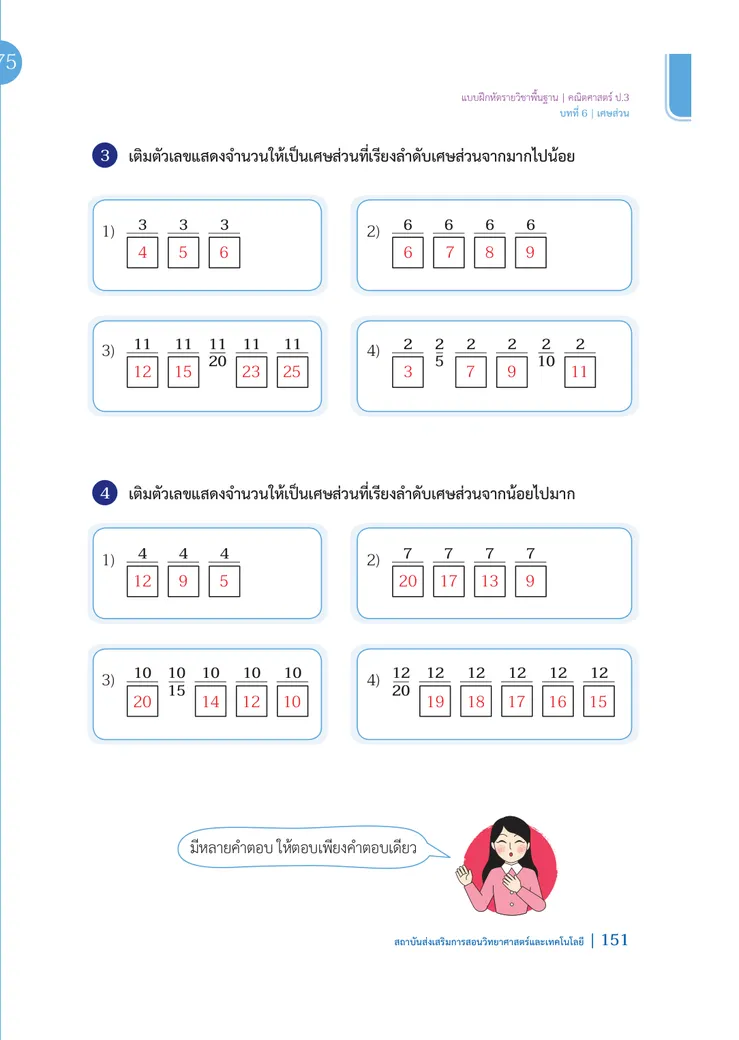 75
แบบฝึกหัดรายวิชาพื้นฐาน | คณิตศาสตร์ ป.3
บทที่ 6 | เศษส่วน
3 เติมตัวเลขแสดงจำนวนให้เป็นเศษส่วนที่เรียงลำดับเศษส่วนจากมากไปน้อย
1) 3/4 3/5 3/6
2) 6/6 6/7 6/8 6/9
3) 11/12 11/15 11/20 11/23 11/25
4) 2/3 2/5 2/7 2/9 2/10 2/11
4 เติมตัวเลขแสดงจำนวนให้เป็นเศษส่วนที่เรียงลำดับเศษส่วนจากน้อยไปมาก
1) 4/12 4/9 4/5
2) 7/20 7/17 7/13 7/9
3) 10/20 10/15 10/14 10/12 10/10
4) 12/20 12/19 12/18 12/17 12/16 12/15
มีหลายคำตอบ ให้ตอบเพียงคำตอบเดียว
สถาบันส่งเสริมการสอนวิทยาศาสตร์และเทคโนโลยี | 151